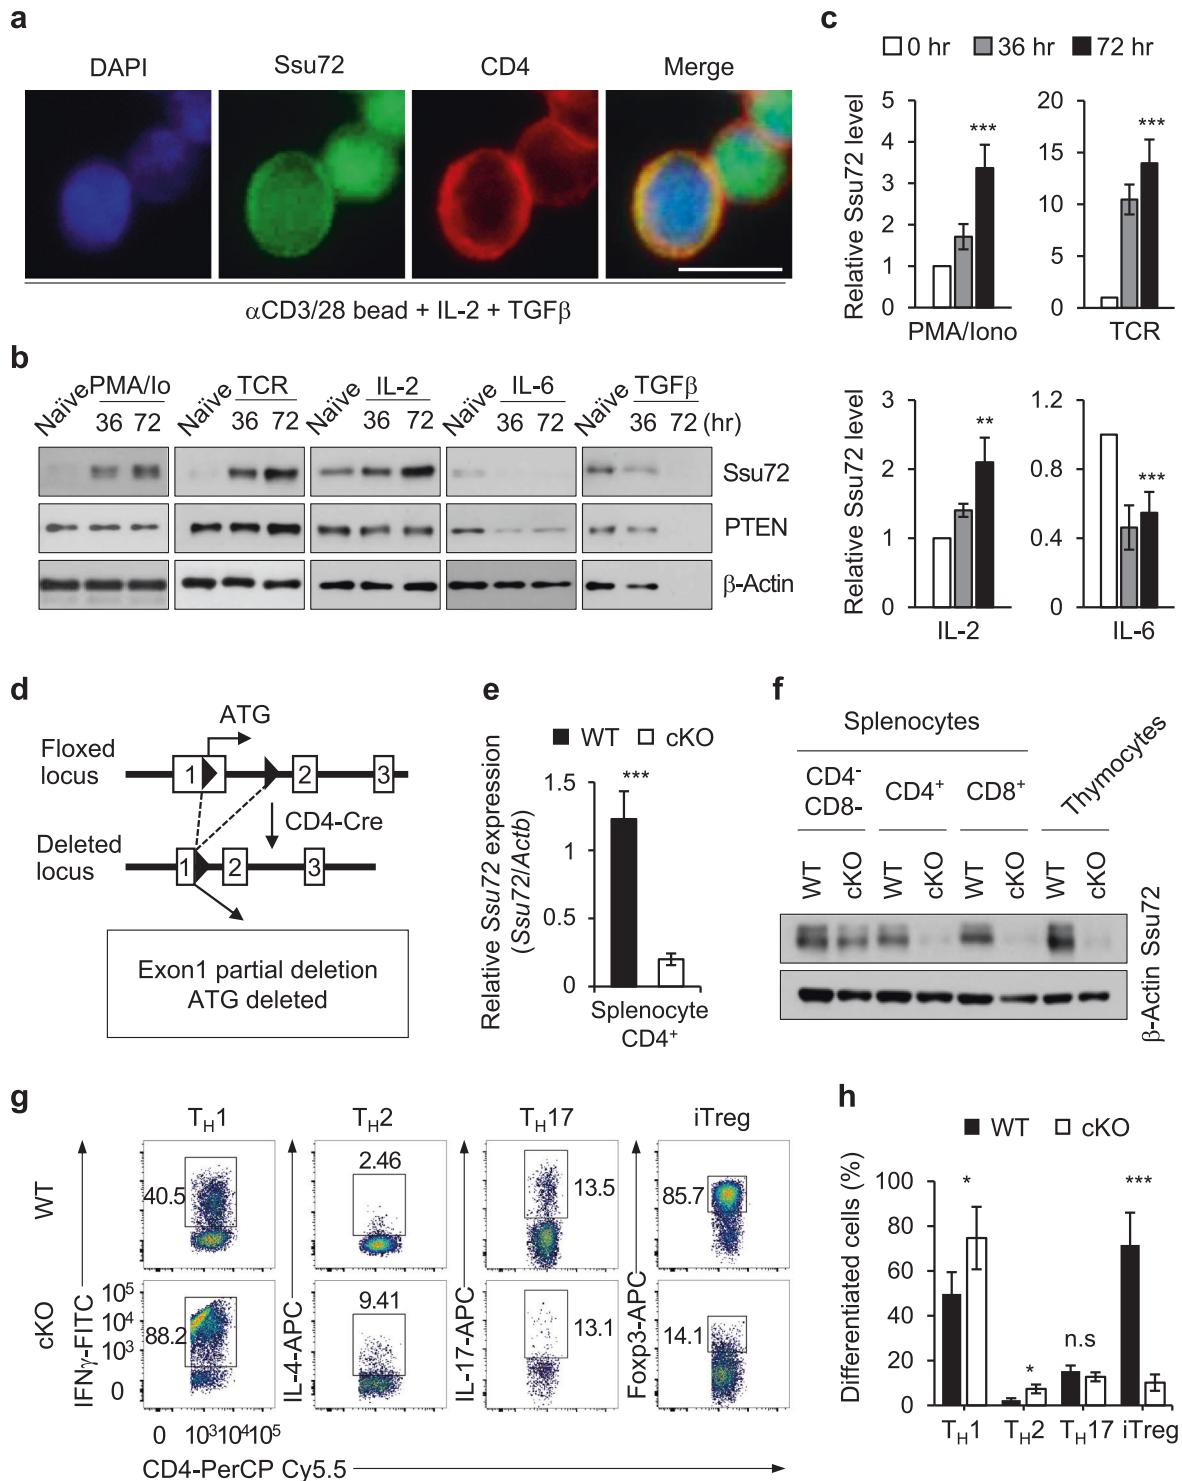 a
DAPI Ssu72 CD4 Merge
αCD3/28 bead + IL-2 + TGFβ
b
Naïve PMA/Io Naïve TCR Naïve IL-2 Naïve IL-6 Naïve TGFβ
36 72 36 72 36 72 36 72 36 72 (hr)
Ssu72
PTEN
β-Actin
c
0 hr 36 hr 72 hr
Relative Ssu72 level
5
4
3
2
1
0
***
PMA/Iono
20
15
10
5
0
***
TCR
Relative Ssu72 level
3
2
1
0
**
IL-2
1.2
0.8
0.4
0
***
IL-6
d
ATG
Floxed
locus
1 2 3
CD4-Cre
Deleted
locus
1 2 3
Exon1 partial deletion
ATG deleted
e
WT cKO
Relative Ssu72 expression
(Ssu72/Actb)
1.5
1
0.5
0
***
Splenocyte
CD4⁺
f
Splenocytes
Thymocytes
CD4⁻
CD8- CD4⁺ CD8⁺
WT cKO WT cKO WT cKO WT cKO
Ssu72
β-Actin
g
T_H1 T_H2 T_H17 iTreg
WT
40.5 2.46 13.5 85.7
cKO
88.2 9.41 13.1 14.1
IFNγ-FITC
IL-4-APC
IL-17-APC
Foxp3-APC
10⁵
10⁴
10³
0
0 10³10⁴10⁵
CD4-PerCP Cy5.5
h
WT cKO
Differentiated cells (%)
100
80
60
40
20
0
* * n.s ***
T_H1 T_H2 T_H17 iTreg